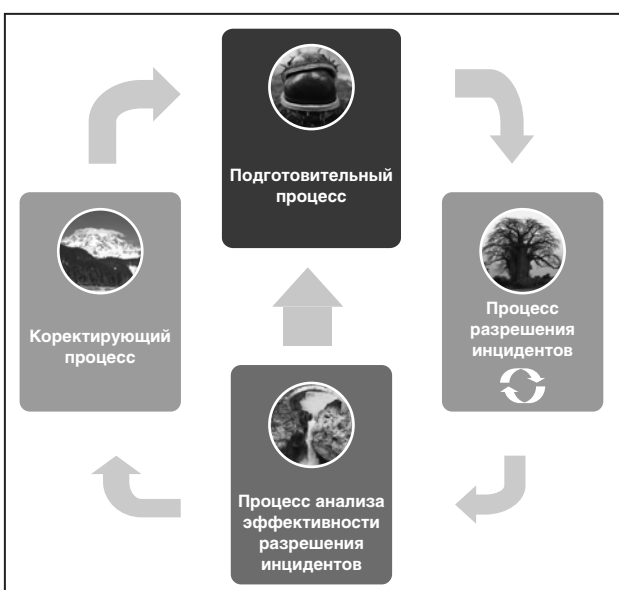 Подготовительный
процесс
Процесс
разрешения
инцидентов
Коректирующий
процесс
Процесс анализа
эффективности
разрешения
инцидентов